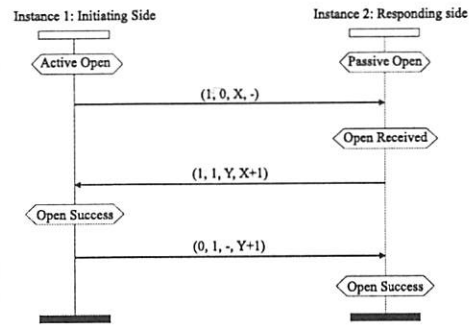 Instance 1: Initiating Side
Instance 2: Responding side
Active Open
Passive Open
(1, 0, X, -)
Open Received
(1, 1, Y, X+1)
Open Success
(0, 1, -, Y+1)
Open Success